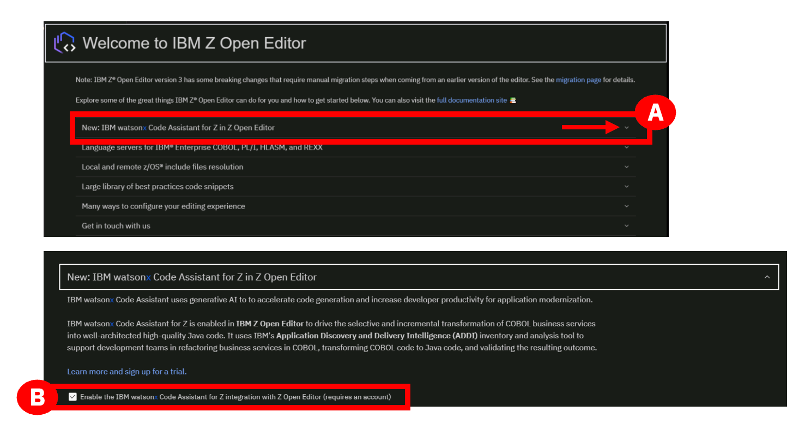 Welcome to IBM Z Open Editor
Note: IBM Z® Open Editor version 3 has some breaking changes that require manual migration steps when coming from an earlier version of the editor. See the migration page for details.
Explore some of the great things IBM Z® Open Editor can do for you and how to get started below. You can also visit the full documentation site
A
New: IBM watsonx Code Assistant for Z in Z Open Editor
Language servers for IBM® Enterprise COBOL, PL/I, HLASM, and REXX
Local and remote z/OS® include files resolution
Large library of best practices code snippets
Many ways to configure your editing experience
Get in touch with us
New: IBM watsonx Code Assistant for Z in Z Open Editor
IBM watsonx Code Assistant uses generative AI to to accelerate code generation and increase developer productivity for application modernization.
IBM watsonx Code Assistant for Z is enabled in IBM Z Open Editor to drive the selective and incremental transformation of COBOL business services
into well-architected high-quality Java code. It uses IBM's Application Discovery and Delivery Intelligence (ADDI) inventory and analysis tool to
support development teams in refactoring business services in COBOL, transforming COBOL code to Java code, and validating the resulting outcome.
Learn more and sign up for a trial.
B
Enable the IBM watsonx Code Assistant for Z integration with Z Open Editor (requires an account)